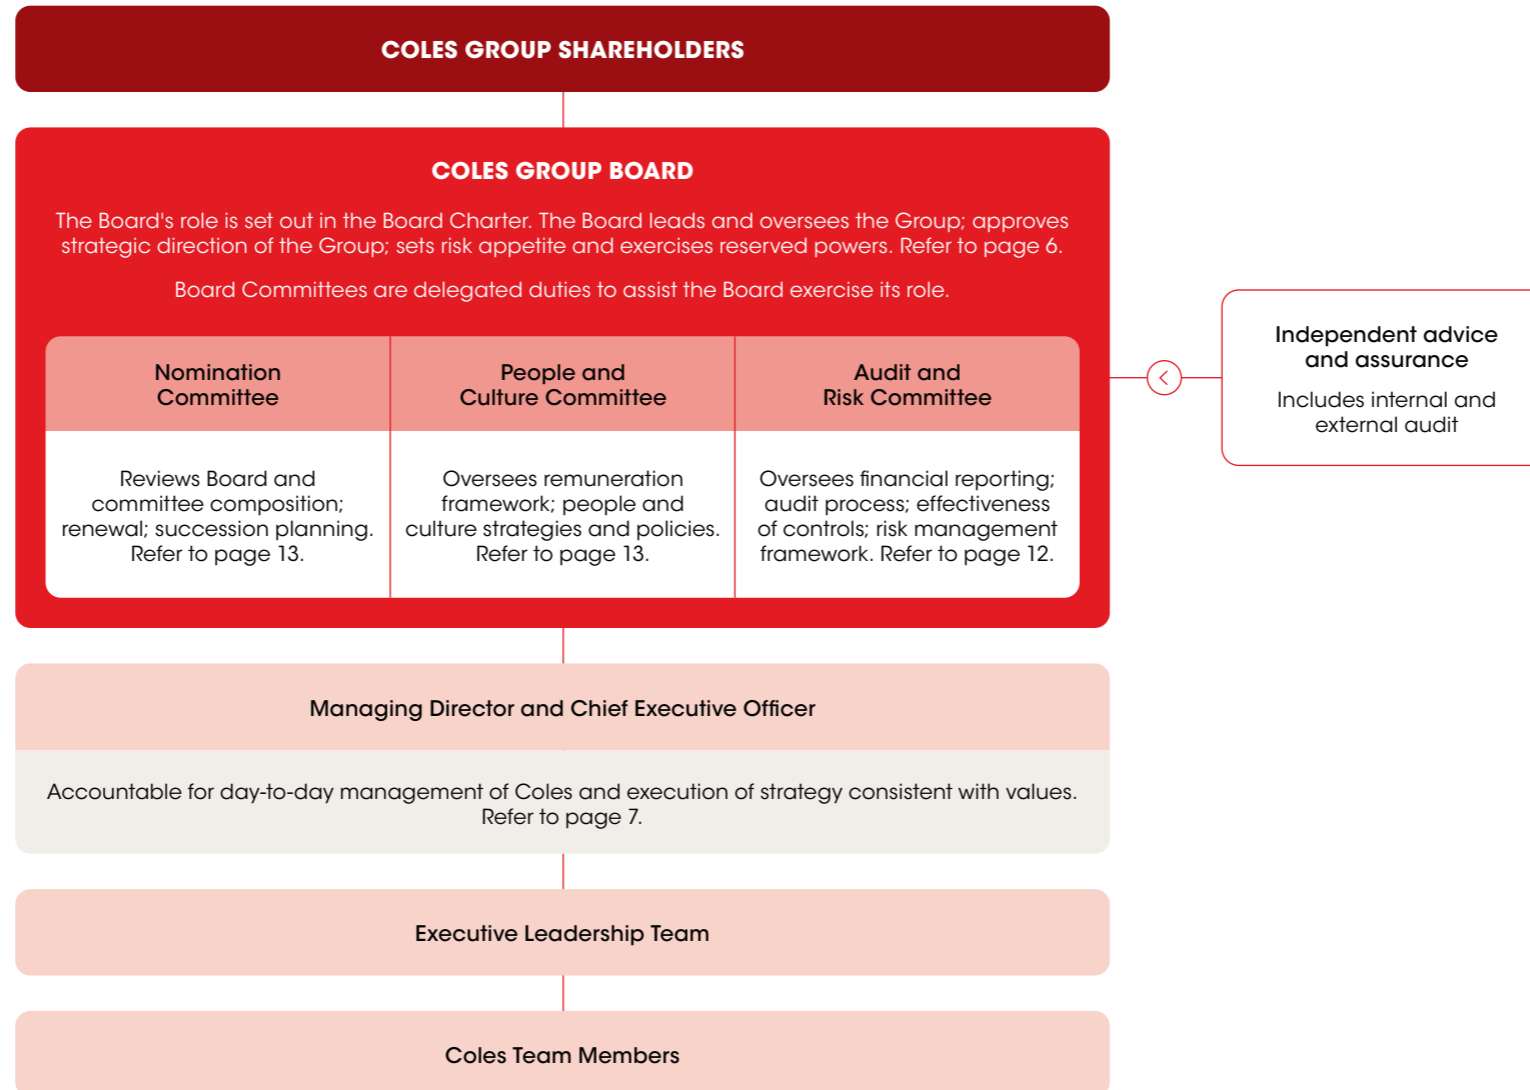 COLES GROUP SHAREHOLDERS
COLES GROUP BOARD
The Board's role is set out in the Board Charter. The Board leads and oversees the Group; approves
strategic direction of the Group; sets risk appetite and exercises reserved powers. Refer to page 6.
Board Committees are delegated duties to assist the Board exercise its role.
Nomination
Committee
Reviews Board and
committee composition;
renewal; succession planning.
Refer to page 13.
People and
Culture Committee
Oversees remuneration
framework; people and
culture strategies and policies.
Refer to page 13.
Audit and
Risk Committee
Oversees financial reporting;
audit process; effectiveness
of controls; risk management
framework. Refer to page 12.
Independent advice
and assurance
Includes internal and
external audit
Managing Director and Chief Executive Officer
Accountable for day-to-day management of Coles and execution of strategy consistent with values.
Refer to page 7.
Executive Leadership Team
Coles Team Members